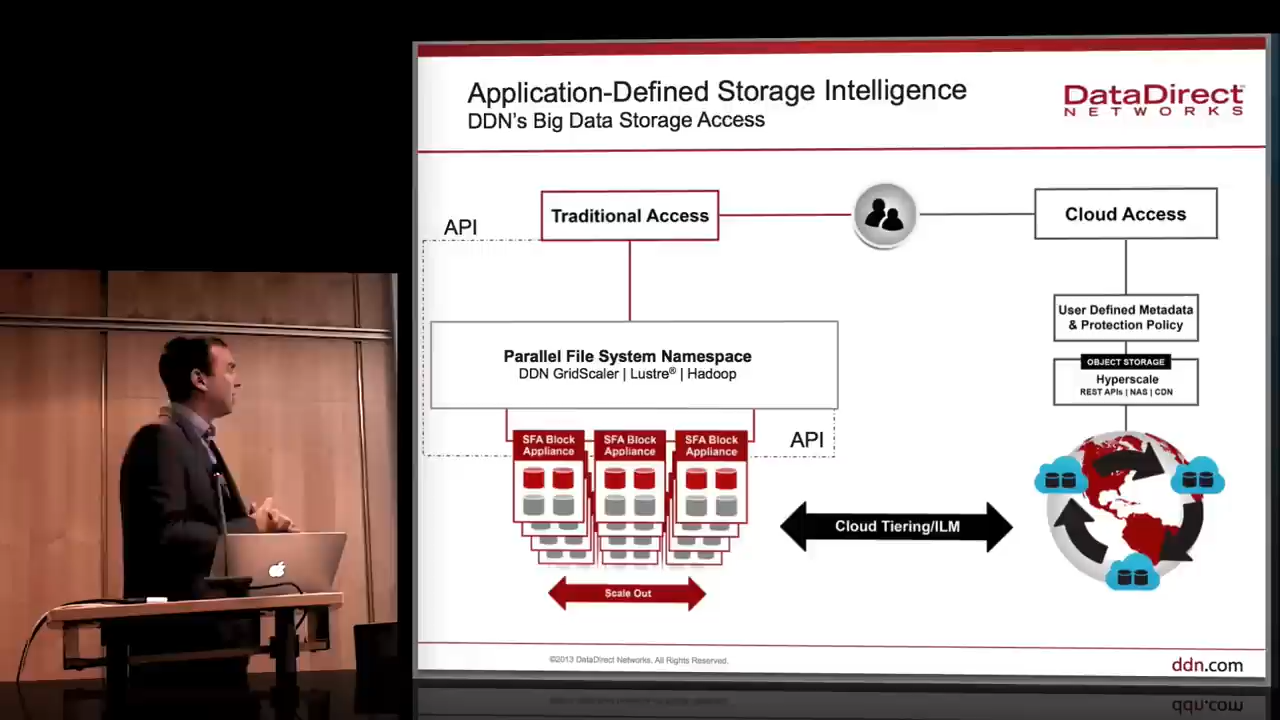 Application-Defined Storage Intelligence
DDN's Big Data Storage Access
DataDirect
NETWORKS
Traditional Access
Cloud Access
API
User Defined Metadata
& Protection Policy
Parallel File System Namespace
DDN GridScaler | Lustre® | Hadoop
OBJECT STORAGE
Hyperscale
REST APIs | NAS | CDN
SFA Block
Appliance
SFA Block
Appliance
SFA Block
Appliance
API
Cloud Tiering/ILM
Scale Out
©2013 DataDirect Networks. All Rights Reserved.
ddn.com